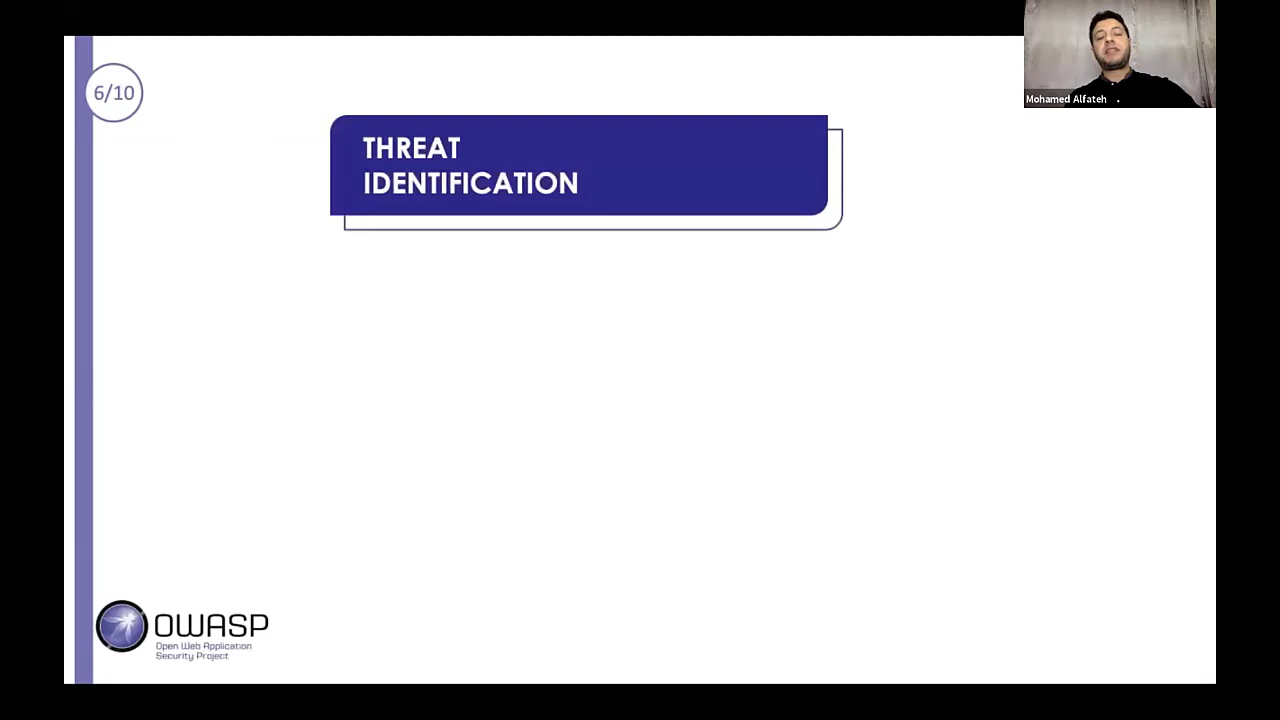 Mohamed Alfateh
6/10
THREAT
IDENTIFICATION
OWASP
Open Web Application
Security Project